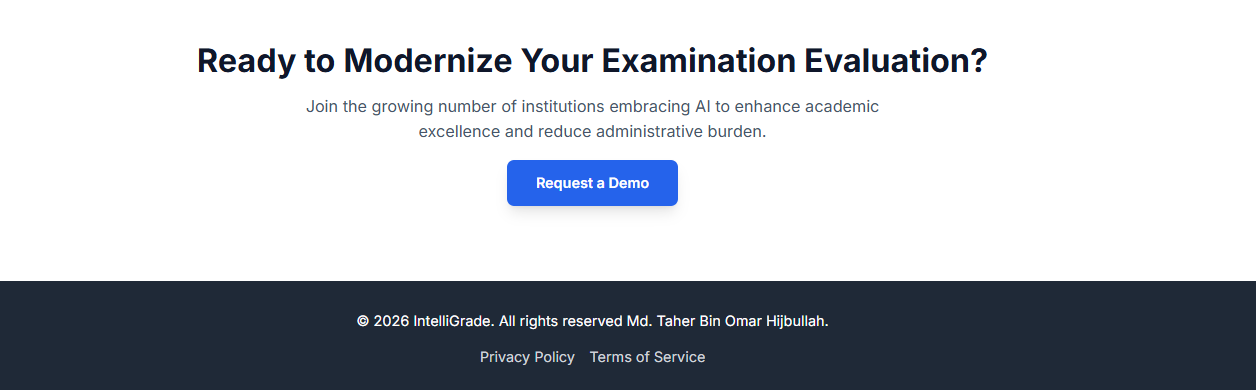 Ready to Modernize Your Examination Evaluation?
Join the growing number of institutions embracing AI to enhance academic
excellence and reduce administrative burden.
Request a Demo
© 2026 IntelliGrade. All rights reserved Md. Taher Bin Omar Hijbullah.
Privacy Policy Terms of Service